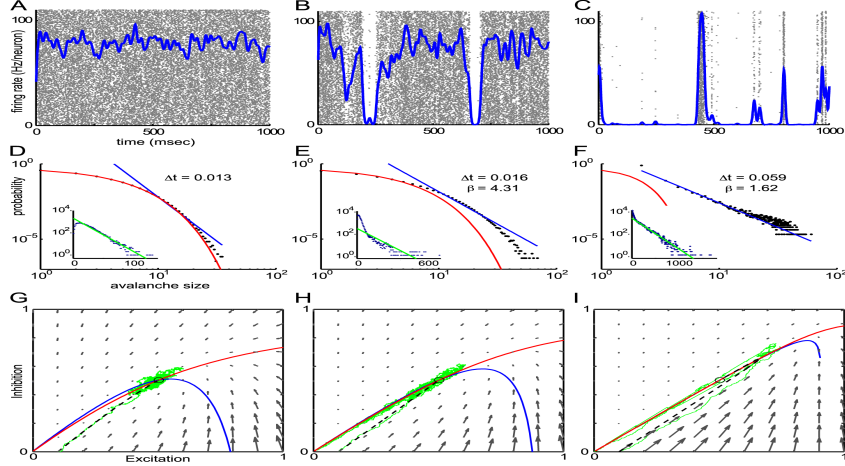 A
B
C
100
100
100
firing rate (Hz/neuron)
0
0
0
0
500
1000
0
500
1000
0
500
1000
time (msec)
D
E
F
10^0
10^0
10^0
Δt = 0.013
Δt = 0.016
β = 4.31
Δt = 0.059
β = 1.62
probability
10^4
10^2
10^0
0
100
10^4
10^2
10^0
0
600
10^4
10^2
10^0
0
1000
10^-5
10^-5
10^-5
10^0
10^1
10^2
10^0
10^1
10^2
10^0
10^1
10^2
avalanche size
G
H
I
1
1
1
Inhibition
0
0
0
0
1
0
1
0
1
Excitation